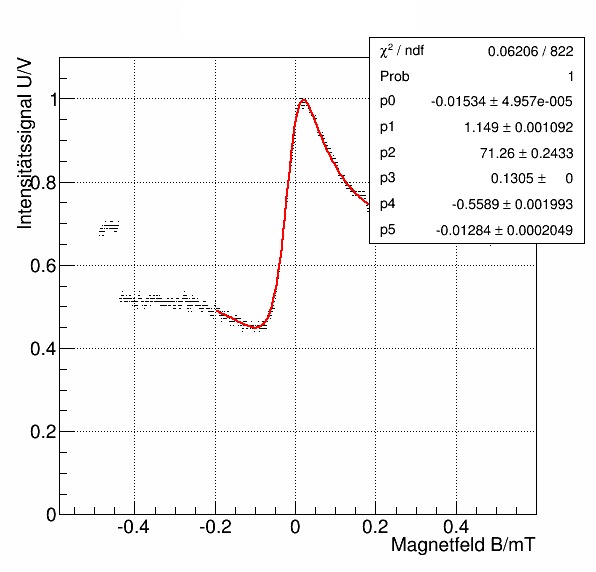 χ² / ndf 0.06206 / 822
Prob 1
p0 -0.01534 ± 4.957e-005
p1 1.149 ± 0.001092
p2 71.26 ± 0.2433
p3 0.1305 ± 0
p4 -0.5589 ± 0.001993
p5 -0.01284 ± 0.0002049
Intensitätssignal U/V
1
0.8
0.6
0.4
0.2
0
-0.4 -0.2 0 0.2 0.4
Magnetfeld B/mT